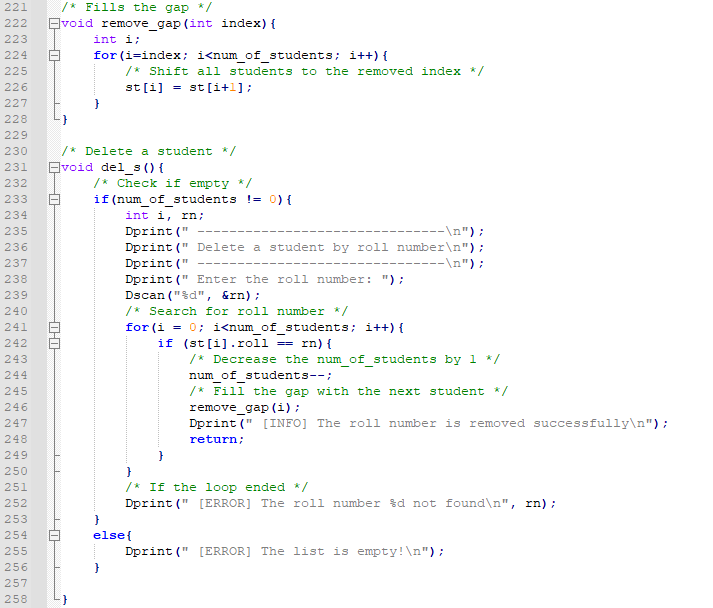 221 /* Fills the gap */
222 void remove_gap(int index){
223     int i;
224     for(i=index; i<num_of_students; i++){
225         /* Shift all students to the removed index */
226         st[i] = st[i+1];
227     }
228 }
229
230 /* Delete a student */
231 void del_s(){
232     /* Check if empty */
233     if(num_of_students != 0){
234         int i, rn;
235         Dprint(" -------------------------------\n");
236         Dprint(" Delete a student by roll number\n");
237         Dprint(" -------------------------------\n");
238         Dprint(" Enter the roll number: ");
239         Dscan("%d", &rn);
240         /* Search for roll number */
241         for(i = 0; i<num_of_students; i++){
242             if (st[i].roll == rn){
243                 /* Decrease the num_of_students by 1 */
244                 num_of_students--;
245                 /* Fill the gap with the next student */
246                 remove_gap(i);
247                 Dprint(" [INFO] The roll number is removed successfully\n");
248                 return;
249             }
250         }
251         /* If the loop ended */
252         Dprint(" [ERROR] The roll number %d not found\n", rn);
253     }
254     else{
255         Dprint(" [ERROR] The list is empty!\n");
256     }
257
258 }